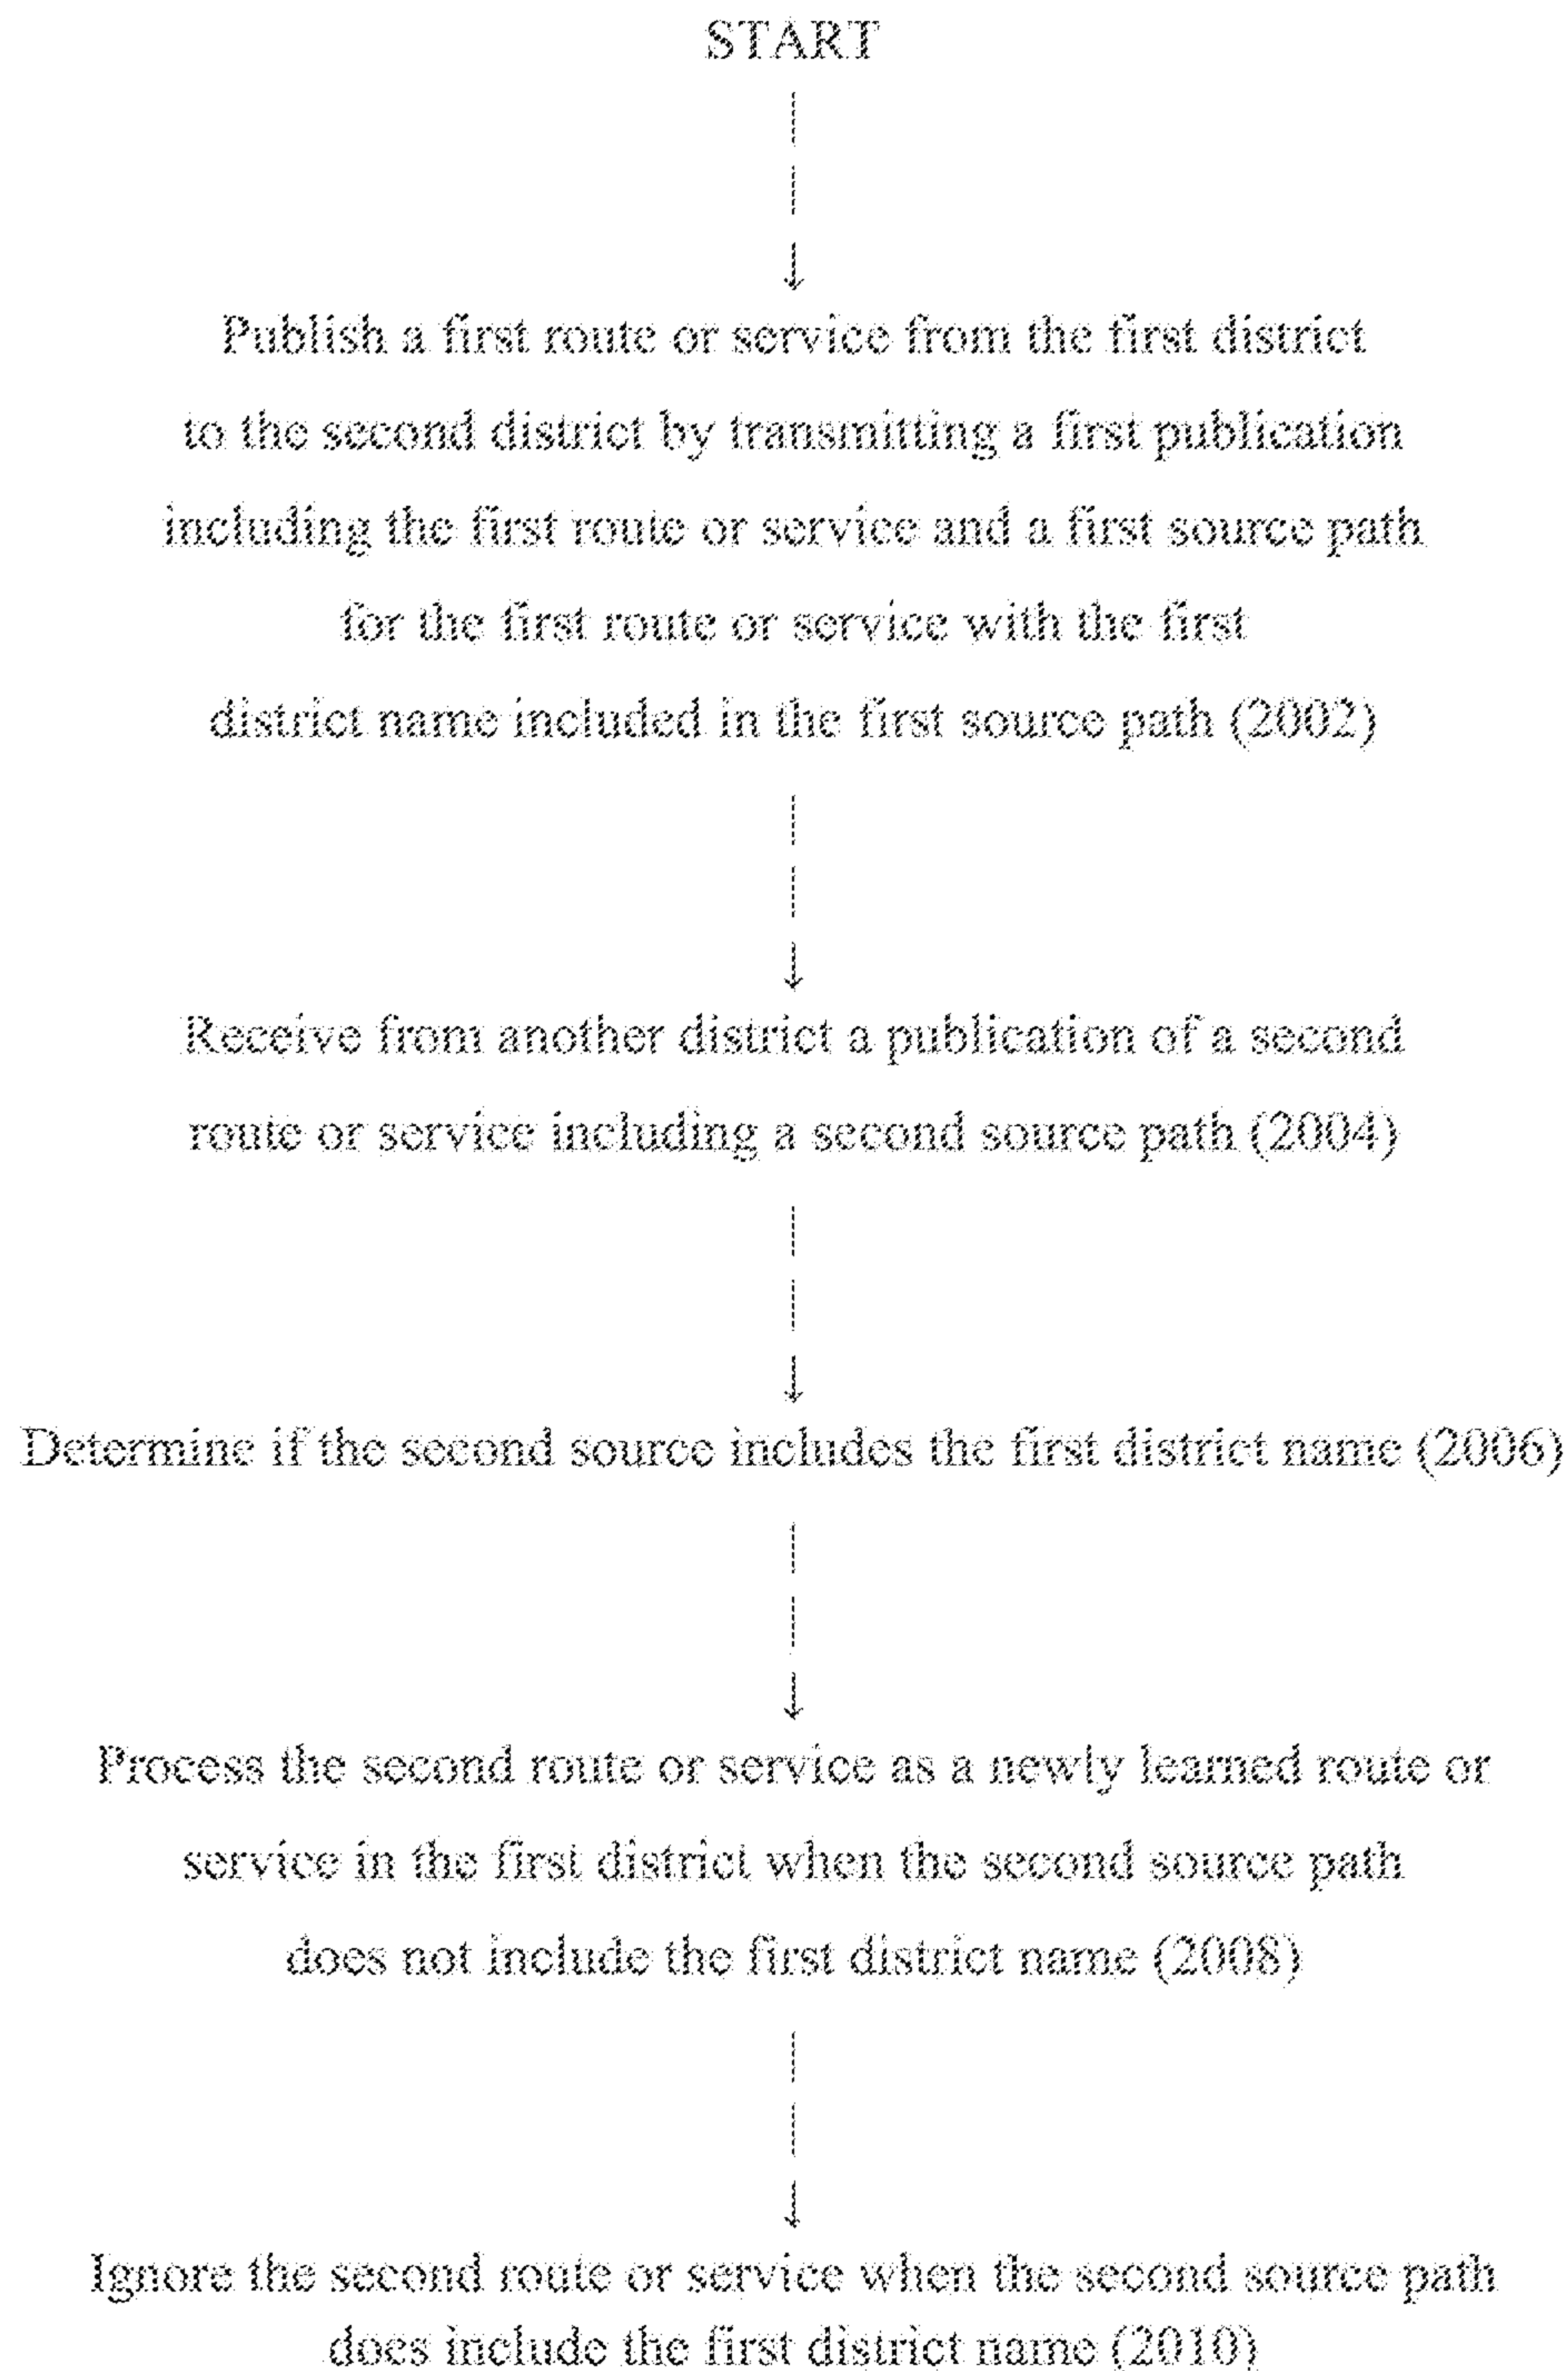 START
Publish a first route or service from the first district
to the second district by transmitting a first publication
including the first route or service and a first source path
for the first route or service with the first
district name included in the first source path (2002)
Receive from another district a publication of a second
route or service including a second source path (2004)
Determine if the second source includes the first district name (2006)
Process the second route or service as a newly learned route or
service in the first district when the second source path
does not include the first district name (2008)
Ignore the second route or service when the second source path
does include the first district name (2010)